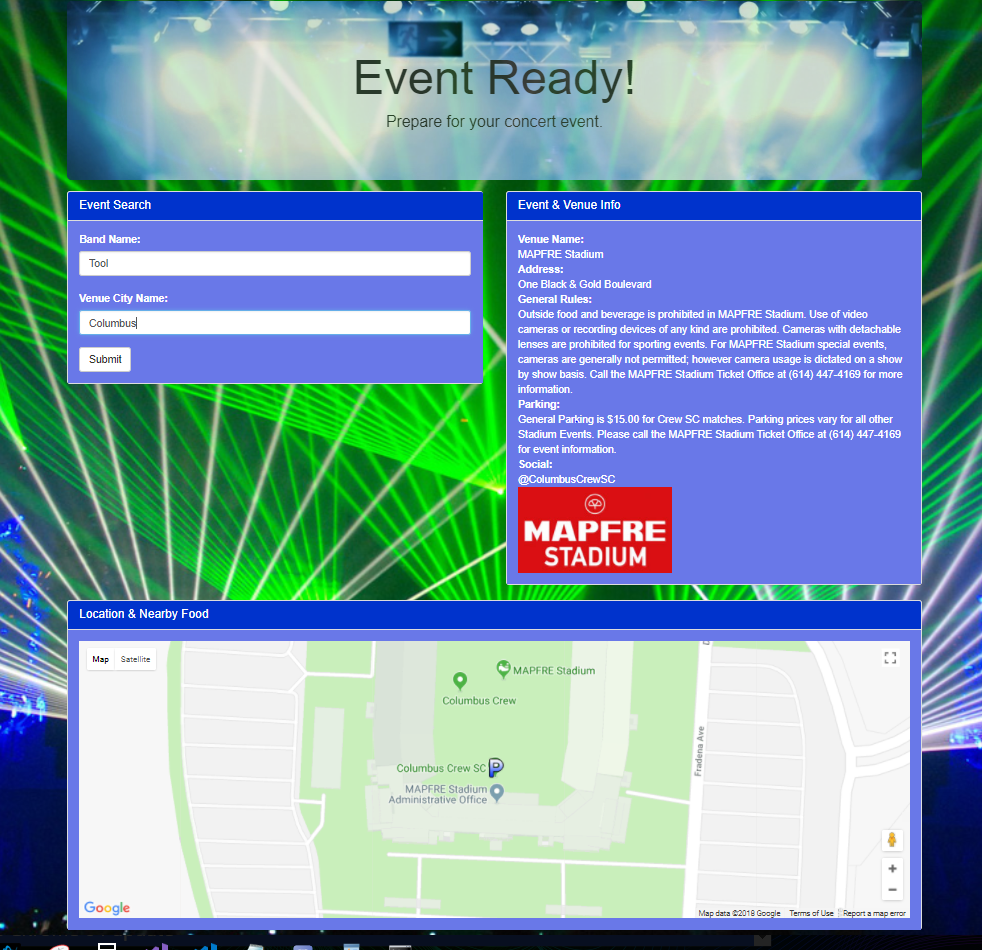 Event Ready!
Prepare for your concert event.
Event Search
Band Name:
Tool
Venue City Name:
Columbus
Submit
Event & Venue Info
Venue Name:
MAPFRE Stadium
Address:
One Black & Gold Boulevard
General Rules:
Outside food and beverage is prohibited in MAPFRE Stadium. Use of video
cameras or recording devices of any kind are prohibited. Cameras with detachable
lenses are prohibited for sporting events. For MAPFRE Stadium special events,
cameras are generally not permitted; however camera usage is dictated on a show
by show basis. Call the MAPFRE Stadium Ticket Office at (614) 447-4169 for more
information.
Parking:
General Parking is $15.00 for Crew SC matches. Parking prices vary for all other
Stadium Events. Please call the MAPFRE Stadium Ticket Office at (614) 447-4169
for event information.
Social:
@ColumbusCrewSC
MAPFRE
STADIUM
Location & Nearby Food
Map Satellite
MAPFRE Stadium
Columbus Crew
Columbus Crew SC P
MAPFRE Stadium
Administrative Office
Fradena Ave
+
−
Google
Map data ©2018 Google Terms of Use Report a map error